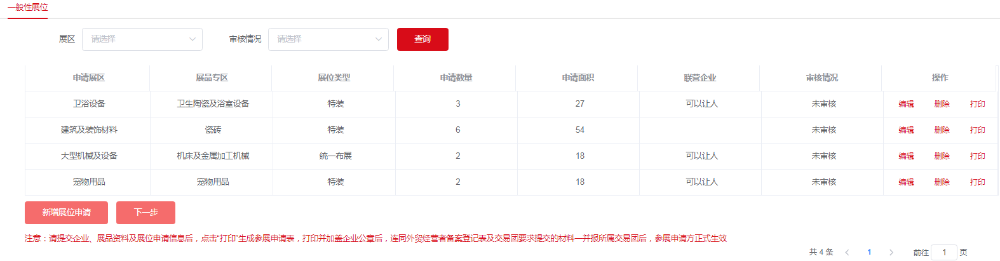 一般性展位
展区 请选择 审核情况 请选择 查询
申请展区 展品专区 展位类型 申请数量 申请面积 联营企业 审核情况 操作
卫浴设备 卫生陶瓷及浴室设备 特装 3 27 可以让人 未审核 编辑 删除 打印
建筑及装饰材料 瓷砖 特装 6 54 未审核 编辑 删除 打印
大型机械及设备 机床及金属加工机械 统一布展 2 18 可以让人 未审核 编辑 删除 打印
宠物用品 宠物用品 特装 2 18 可以让人 未审核 编辑 删除 打印
新增展位申请 下一步
注意：请提交企业、展品资料及展位申请信息后，点击“打印”生成参展申请表，打印并加盖企业公章后，连同外贸经营者备案登记表及交易团要求提交的材料一并报所属交易团后，参展申请方正式生效
共 4 条 1 前往 1 页